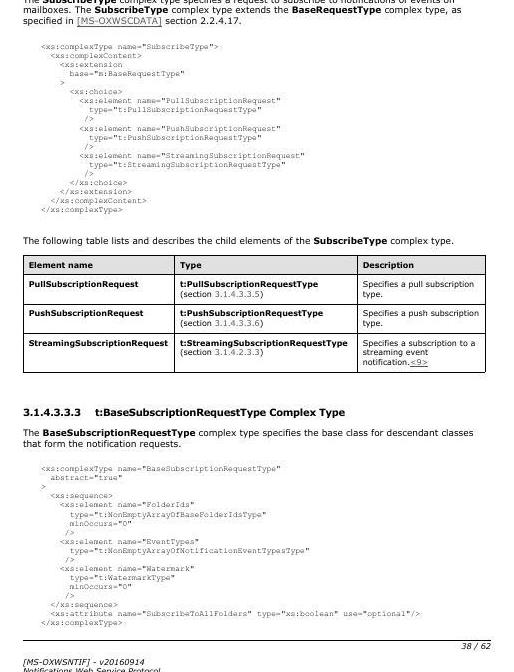 The SubscribeType complex type specifies a request to subscribe to notifications of events on
mailboxes. The SubscribeType complex type extends the BaseRequestType complex type, as
specified in [MS-OXWSCDATA] section 2.2.4.17.
<xs:complexType name="SubscribeType">
<xs:complexContent>
<xs:extension
base="m:BaseRequestType"
>
<xs:choice>
<xs:element name="PullSubscriptionRequest"
type="t:PullSubscriptionRequestType"
/>
<xs:element name="PushSubscriptionRequest"
type="t:PushSubscriptionRequestType"
/>
<xs:element name="StreamingSubscriptionRequest"
type="t:StreamingSubscriptionRequestType"
/>
</xs:choice>
</xs:extension>
</xs:complexContent>
</xs:complexType>
The following table lists and describes the child elements of the SubscribeType complex type.
Element name Type Description
PullSubscriptionRequest t:PullSubscriptionRequestType Specifies a pull subscription
(section 3.1.4.3.3.5) type.
PushSubscriptionRequest t:PushSubscriptionRequestType Specifies a push subscription
(section 3.1.4.3.3.6) type.
StreamingSubscriptionRequest t:StreamingSubscriptionRequestType Specifies a subscription to a
(section 3.1.4.2.3.3) streaming event
notification.<9>
3.1.4.3.3.3 t:BaseSubscriptionRequestType Complex Type
The BaseSubscriptionRequestType complex type specifies the base class for descendant classes
that form the notification requests.
<xs:complexType name="BaseSubscriptionRequestType"
abstract="true"
>
<xs:sequence>
<xs:element name="FolderIds"
type="t:NonEmptyArrayOfBaseFolderIdsType"
minOccurs="0"
/>
<xs:element name="EventTypes"
type="t:NonEmptyArrayOfNotificationEventTypesType"
/>
<xs:element name="Watermark"
type="t:WatermarkType"
minOccurs="0"
/>
</xs:sequence>
<xs:attribute name="SubscribeToAllFolders" type="xs:boolean" use="optional"/>
</xs:complexType>
38 / 62
[MS-OXWSNTIF] - v20160914
Notifications Web Service Protocol